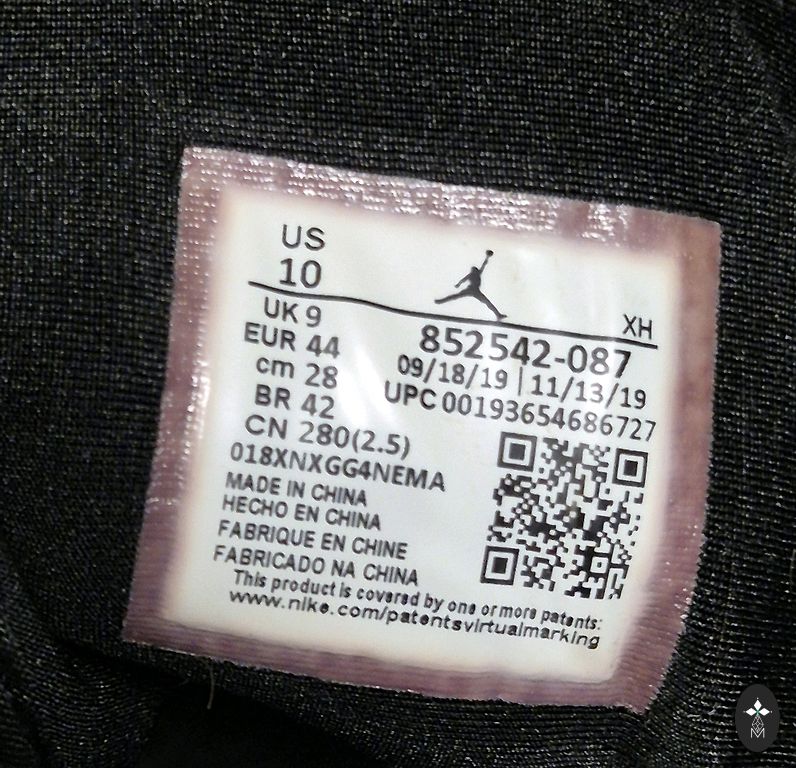 US
10
XH
UK 9
852542-087
EUR 44
09/18/19 | 11/13/19
cm 28
UPC 00193654686727
BR 42
CN 280(2.5)
018XNXGG4NEMA
MADE IN CHINA
HECHO EN CHINA
FABRIQUE EN CHINE
FABRICADO NA CHINA
This product is covered by one or more patents:
www.nike.com/patentsvirtualmarking
M